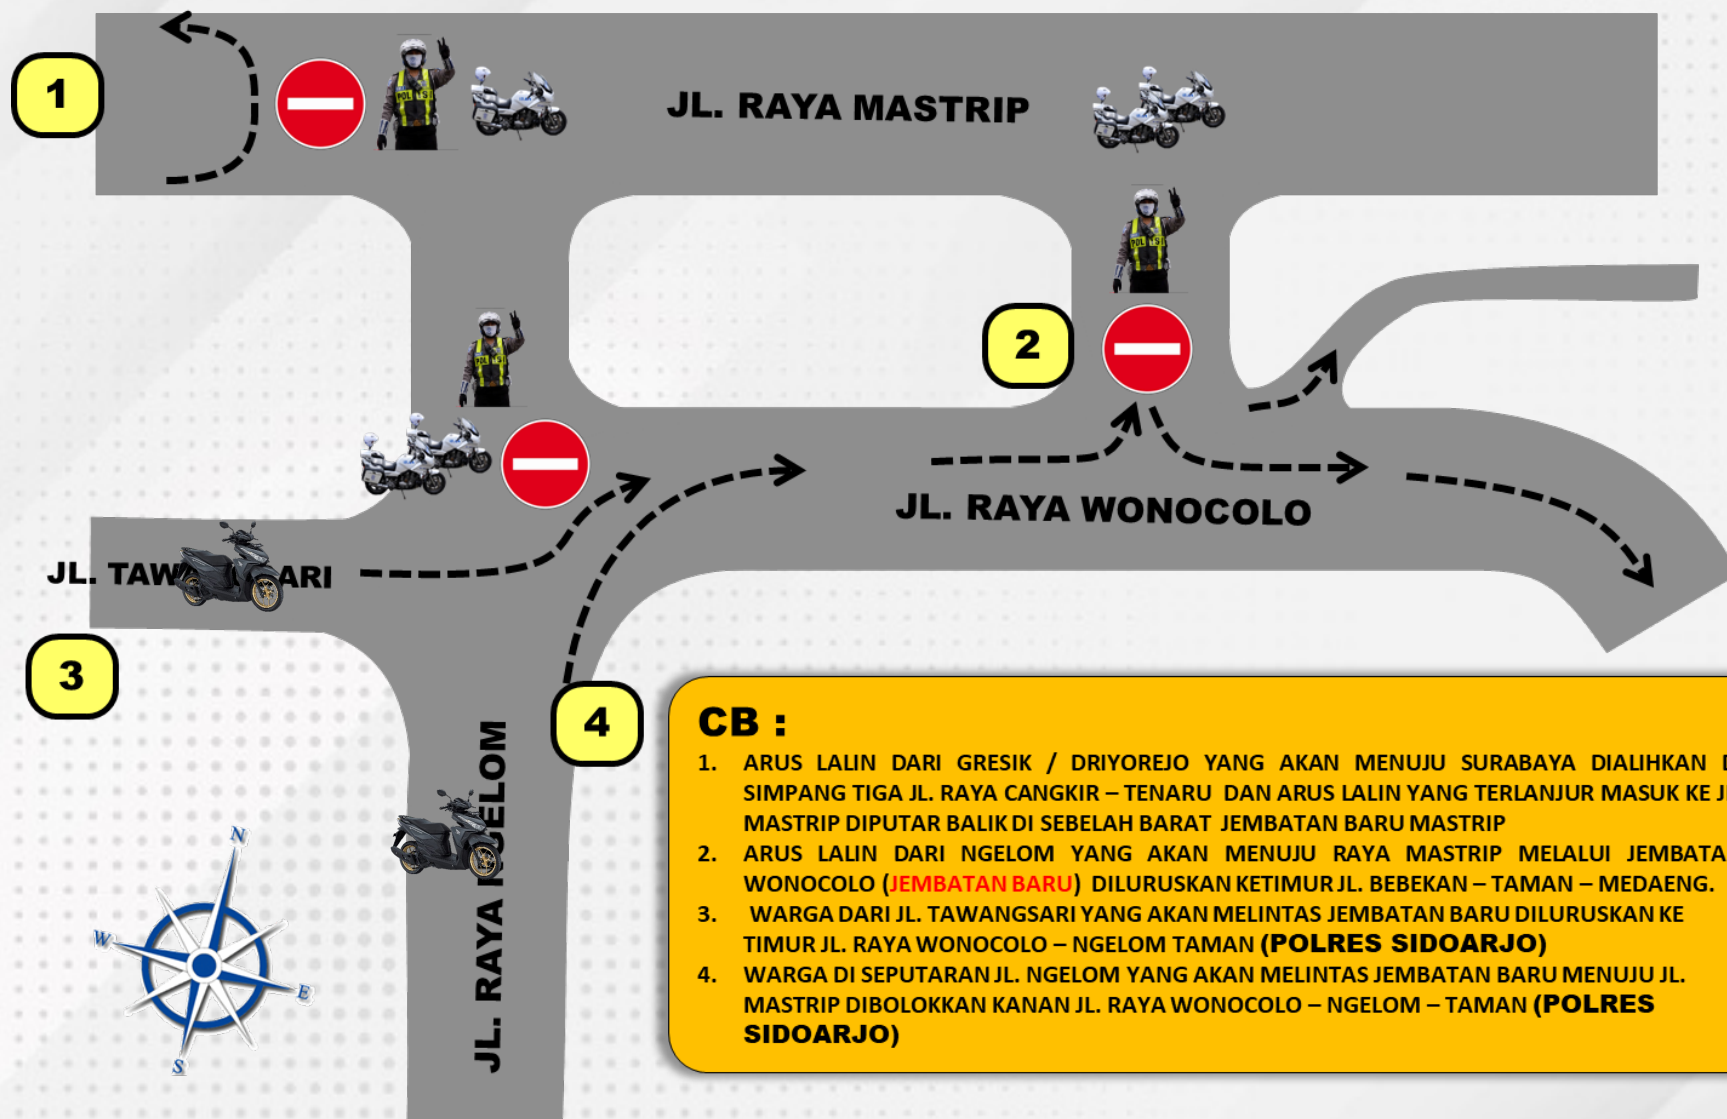 1
JL. RAYA MASTRIP
2
JL. RAYA WONOCOLO
JL. TAW ARI
3
4
JL. RAYA NGELOM
N
W
E
S
CB :
1. ARUS LALIN DARI GRESIK / DRIYOREJO YANG AKAN MENUJU SURABAYA DIALIHKAN
SIMPANG TIGA JL. RAYA CANGKIR – TENARU DAN ARUS LALIN YANG TERLANJUR MASUK KE
MASTRIP DIPUTAR BALIK DI SEBELAH BARAT JEMBATAN BARU MASTRIP
2. ARUS LALIN DARI NGELOM YANG AKAN MENUJU RAYA MASTRIP MELALUI JEMBATA
WONOCOLO (JEMBATAN BARU) DILURUSKAN KETIMUR JL. BEBEKAN – TAMAN – MEDAENG.
3. WARGA DARI JL. TAWANGSARI YANG AKAN MELINTAS JEMBATAN BARU DILURUSKAN KE
TIMUR JL. RAYA WONOCOLO – NGELOM TAMAN (POLRES SIDOARJO)
4. WARGA DI SEPUTARAN JL. NGELOM YANG AKAN MELINTAS JEMBATAN BARU MENUJU JL.
MASTRIP DIBOLOKKAN KANAN JL. RAYA WONOCOLO – NGELOM – TAMAN (POLRES
SIDOARJO)